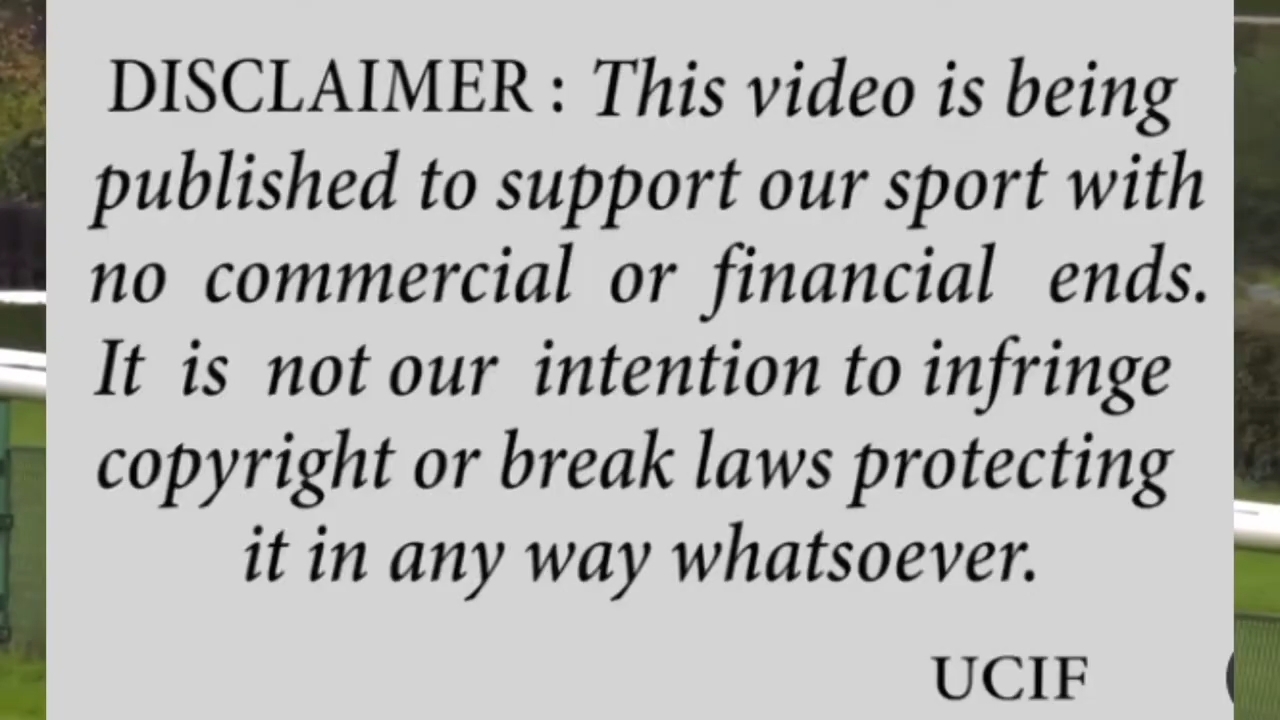 DISCLAIMER : This video is being
published to support our sport with
no commercial or financial ends.
It is not our intention to infringe
copyright or break laws protecting
it in any way whatsoever.
UCIF